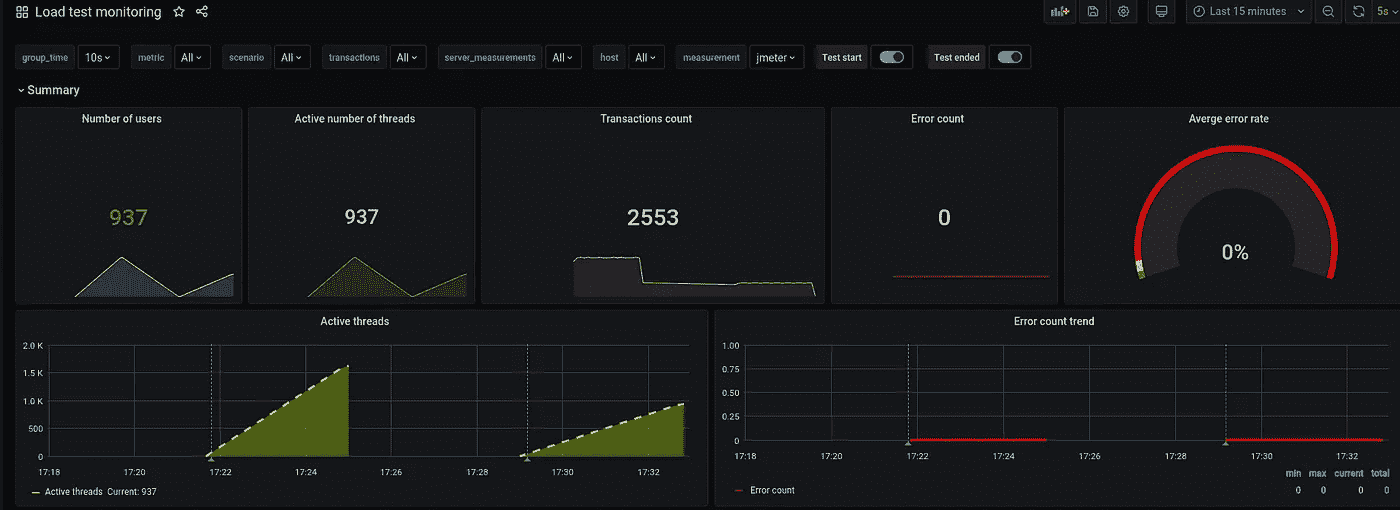 Load test monitoring
Last 15 minutes
5s
group_time 10s metric All scenario All transactions All server_measurements All host All measurement jmeter Test start Test ended
Summary
Number of users
937
Active number of threads
937
Transactions count
2553
Error count
0
Averge error rate
0%
Active threads
2.0 K
1.5 K
1.0 K
500
0
17:18 17:20 17:22 17:24 17:26 17:28 17:30 17:32
Active threads Current: 937
Error count trend
1.00
0.75
0.50
0.25
0
17:18 17:20 17:22 17:24 17:26 17:28 17:30 17:32
min max current total
Error count 0 0 0 0